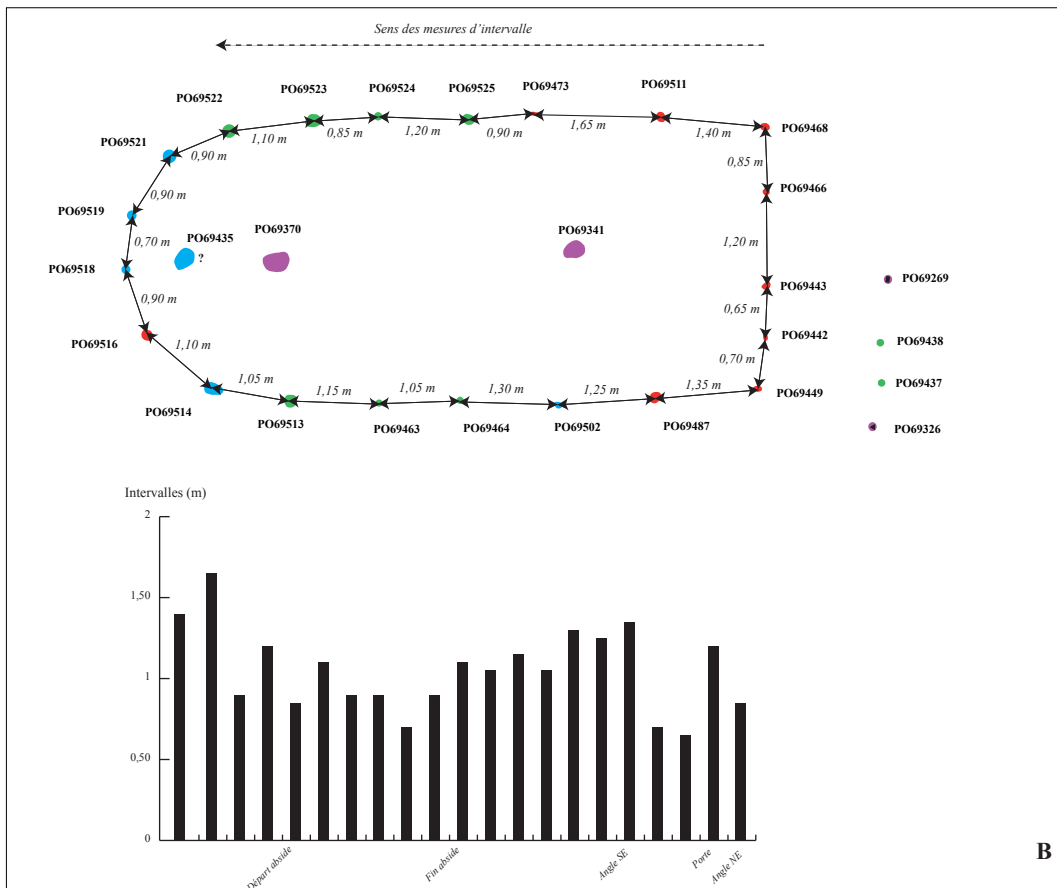 Sens des mesures d'intervalle
PO69522
PO69523
PO69524
PO69525
PO69473
PO69511
PO69468
PO69521
1,10 m
0,85 m
1,20 m
0,90 m
1,65 m
1,40 m
0,90 m
0,85 m
PO69466
0,90 m
PO69519
PO69435
?
PO69370
PO69341
0,70 m
1,20 m
PO69518
PO69269
PO69443
0,90 m
0,65 m
PO69516
1,10 m
PO69442
PO69438
0,70 m
PO69437
1,05 m
1,15 m
1,05 m
1,30 m
1,25 m
1,35 m
PO69449
PO69514
PO69513
PO69463
PO69464
PO69502
PO69487
PO69326
Intervalles (m)
2
1,50
1
0,50
0
Départ abside
Fin abside
Angle SE
Porte
Angle NE
B